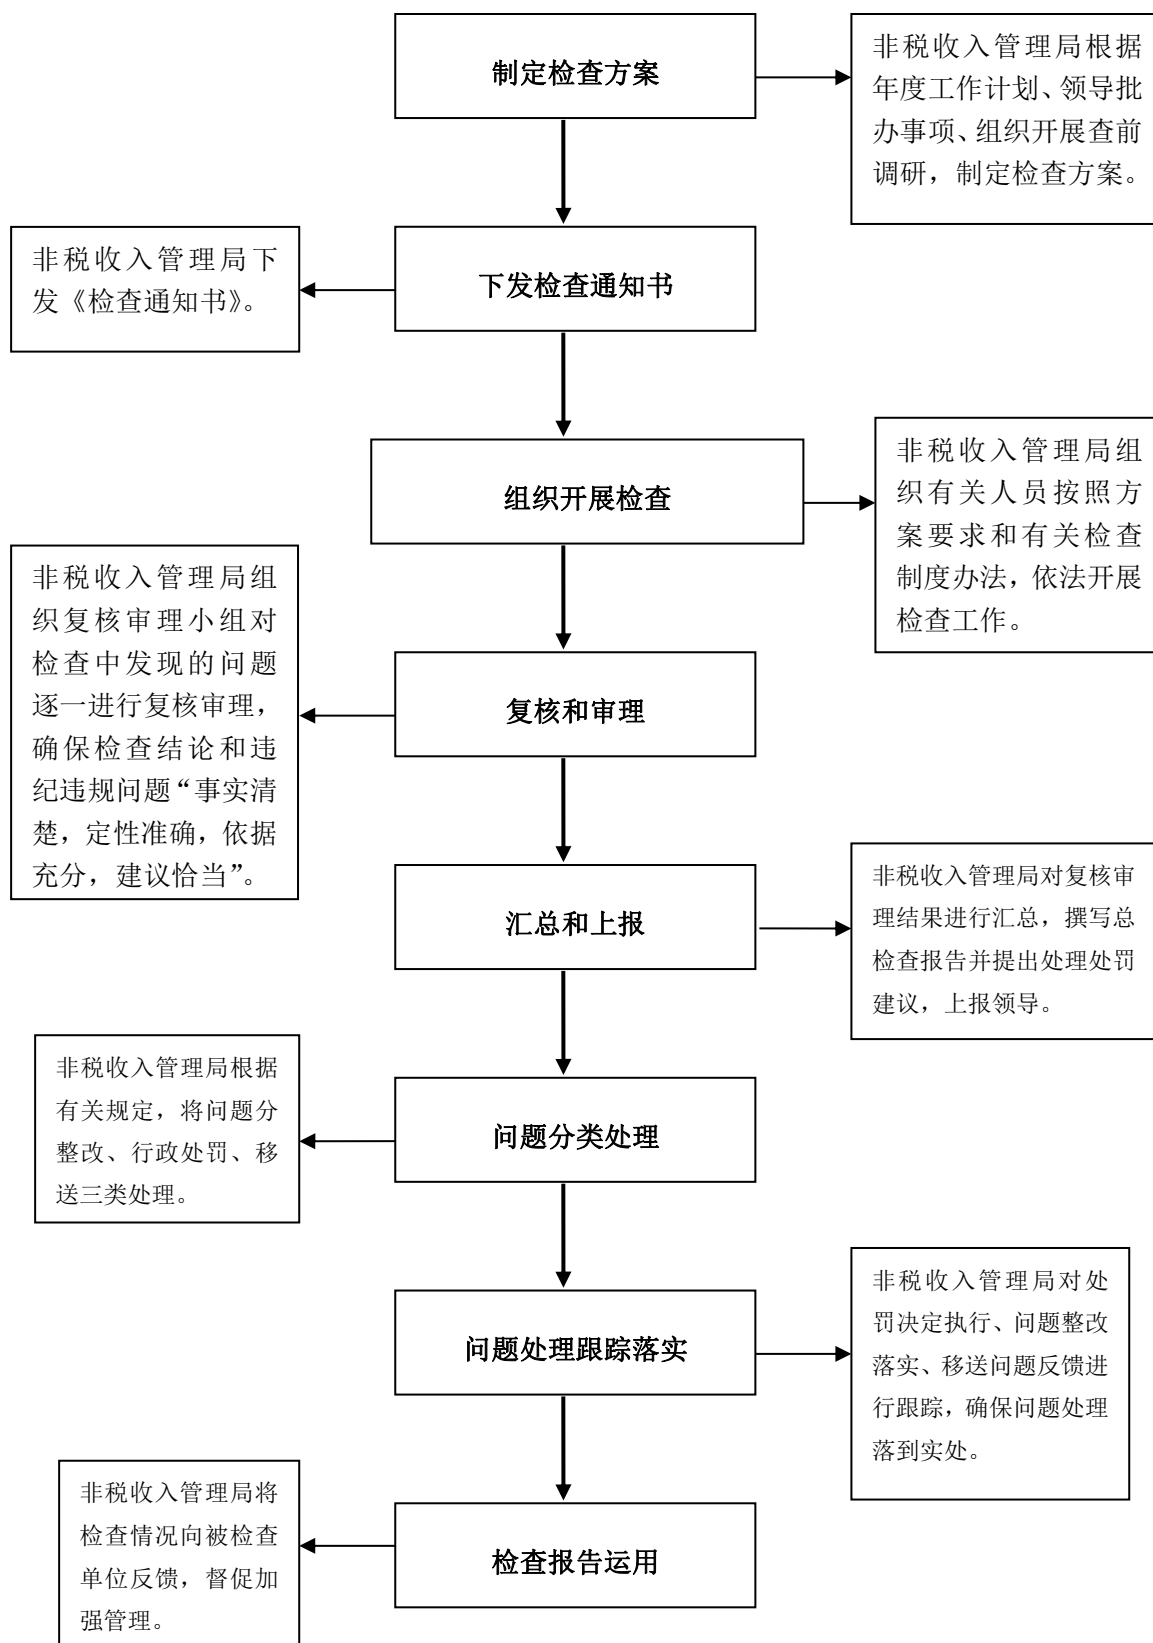 制定检查方案
非税收入管理局根据
年度工作计划、领导批
办事项、组织开展查前
调研，制定检查方案。
非税收入管理局下
发《检查通知书》。
下发检查通知书
组织开展检查
非税收入管理局组
织有关人员按照方
案要求和有关检查
制度办法，依法开展
检查工作。
非税收入管理局组
织复核审理小组对
检查中发现的问题
逐一进行复核审理，
确保检查结论和违
纪违规问题“事实清
楚，定性准确，依据
充分，建议恰当”。
复核和审理
汇总和上报
非税收入管理局对复核审
理结果进行汇总，撰写总
检查报告并提出处理处罚
建议，上报领导。
非税收入管理局根据
有关规定，将问题分
整改、行政处罚、移
送三类处理。
问题分类处理
问题处理跟踪落实
非税收入管理局对处
罚决定执行、问题整改
落实、移送问题反馈进
行跟踪，确保问题处理
落到实处。
非税收入管理局将
检查情况向被检查
单位反馈，督促加
强管理。
检查报告运用